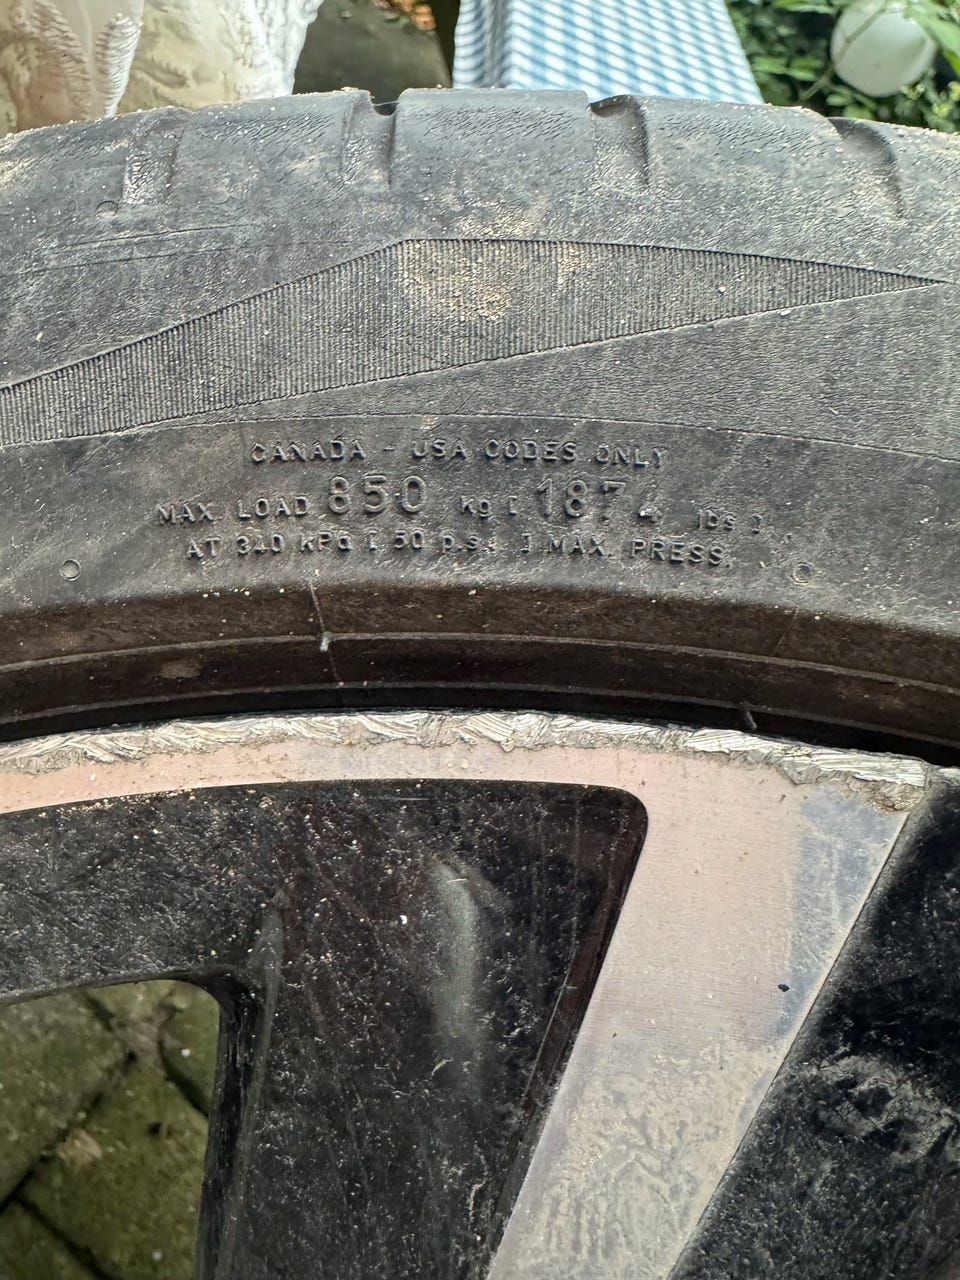 CANADA - USA CODES ONLY
MAX. LOAD 850 kg [ 1874 lbs ]
AT 340 kPa [ 50 p.s.i. ] MAX. PRESS.